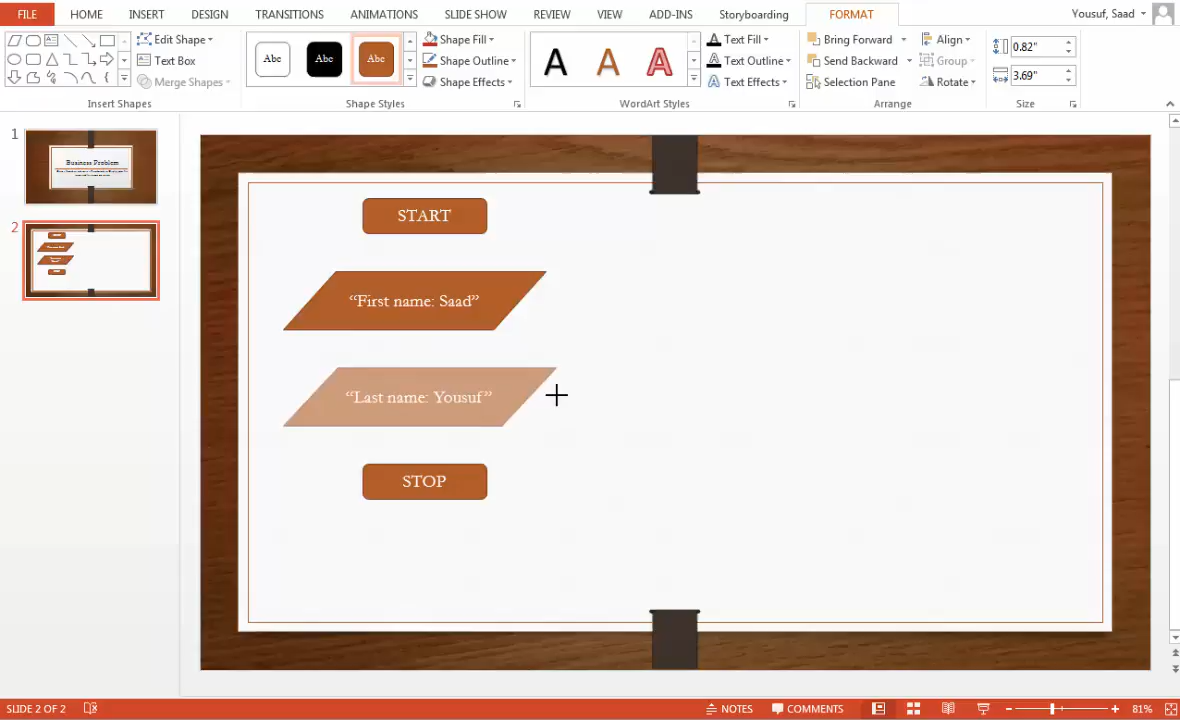 FILE HOME INSERT DESIGN TRANSITIONS ANIMATIONS SLIDE SHOW REVIEW VIEW ADD-INS Storyboarding FORMAT Yousuf, Saad
Edit Shape
Text Box
Merge Shapes
Insert Shapes
Abc Abc Abc
Shape Fill
Shape Outline
Shape Effects
Shape Styles
A A A
Text Fill
Text Outline
Text Effects
WordArt Styles
Bring Forward
Send Backward
Selection Pane
Align
Group
Rotate
Arrange
0.82"
3.69"
Size
1
Business Problem
2
START
“First name: Saad”
“Last name: Yousuf”
STOP
SLIDE 2 OF 2 NOTES COMMENTS 81%